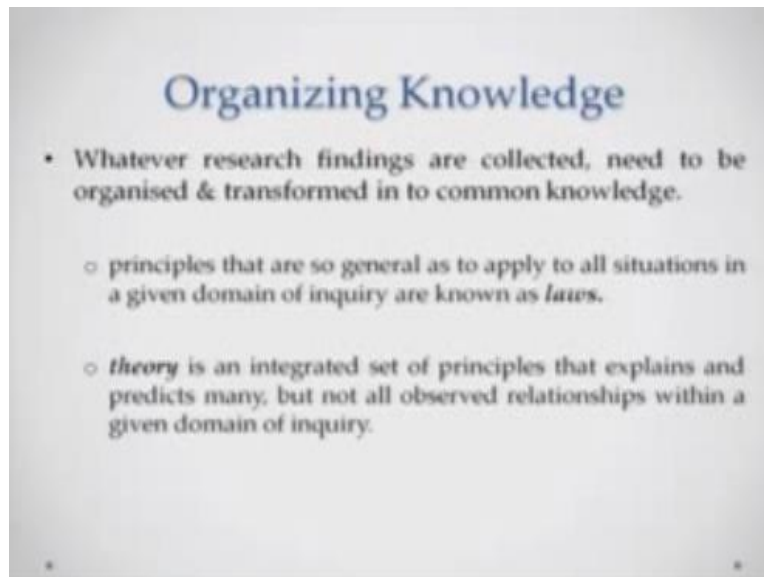 Organizing Knowledge
• Whatever research findings are collected, need to be
organised & transformed in to common knowledge.
o principles that are so general as to apply to all situations in
a given domain of inquiry are known as laws.
o theory is an integrated set of principles that explains and
predicts many, but not all observed relationships within a
given domain of inquiry.